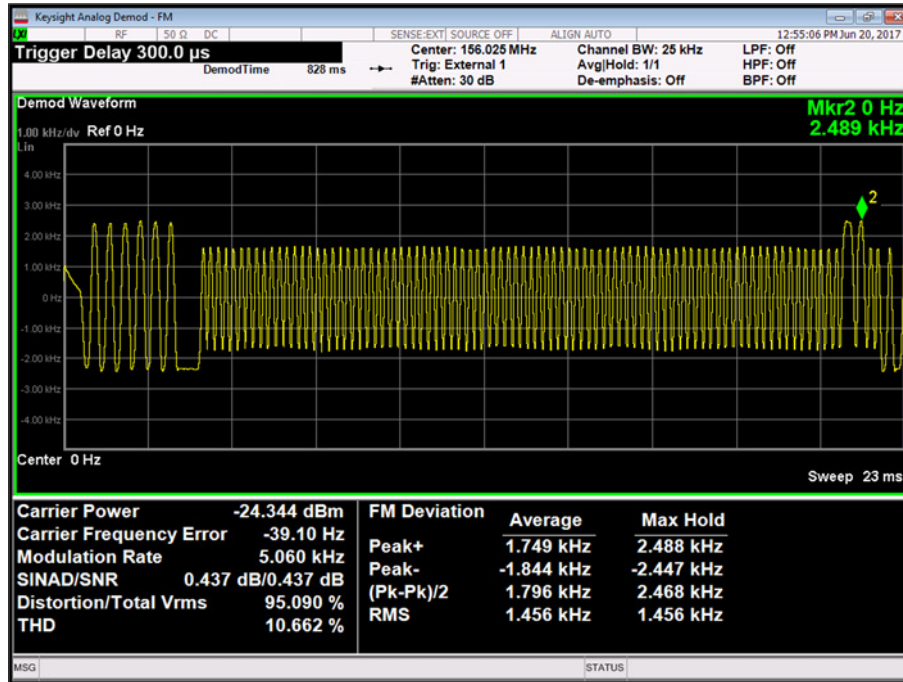 Keysight Analog Demod - FM
LXI RF 50 Ω DC SENSE:EXT SOURCE OFF ALIGN AUTO 12:55:06 PM Jun 20, 2017
Trigger Delay 300.0 µs
DemodTime 828 ms
Center: 156.025 MHz Channel BW: 25 kHz LPF: Off
Trig: External 1 Avg|Hold: 1/1 HPF: Off
#Atten: 30 dB De-emphasis: Off BPF: Off
Demod Waveform
Mkr2 0 Hz
2.489 kHz
1.00 kHz/dv Ref 0 Hz
Lin
4.00 kHz
3.00 kHz
2
2.00 kHz
1.00 kHz
0 Hz
-1.00 kHz
-2.00 kHz
-3.00 kHz
-4.00 kHz
Center 0 Hz
Sweep 23 ms
Carrier Power -24.344 dBm
Carrier Frequency Error -39.10 Hz
Modulation Rate 5.060 kHz
SINAD/SNR 0.437 dB/0.437 dB
Distortion/Total Vrms 95.090 %
THD 10.662 %
FM Deviation Average Max Hold
Peak+ 1.749 kHz 2.488 kHz
Peak- -1.844 kHz -2.447 kHz
(Pk-Pk)/2 1.796 kHz 2.468 kHz
RMS 1.456 kHz 1.456 kHz
MSG STATUS